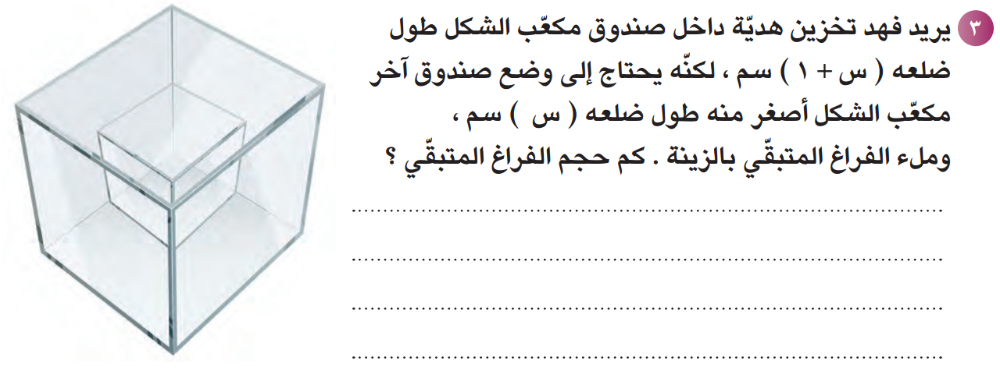 ٣ يريد فهد تخزين هديّة داخل صندوق مكعّب الشكل طول
ضلعه ( س + ١ ) سم ، لكنّه يحتاج إلى وضع صندوق آخر
مكعّب الشكل أصغر منه طول ضلعه ( س ) سم ،
وملء الفراغ المتبقّي بالزينة . كم حجم الفراغ المتبقّي ؟